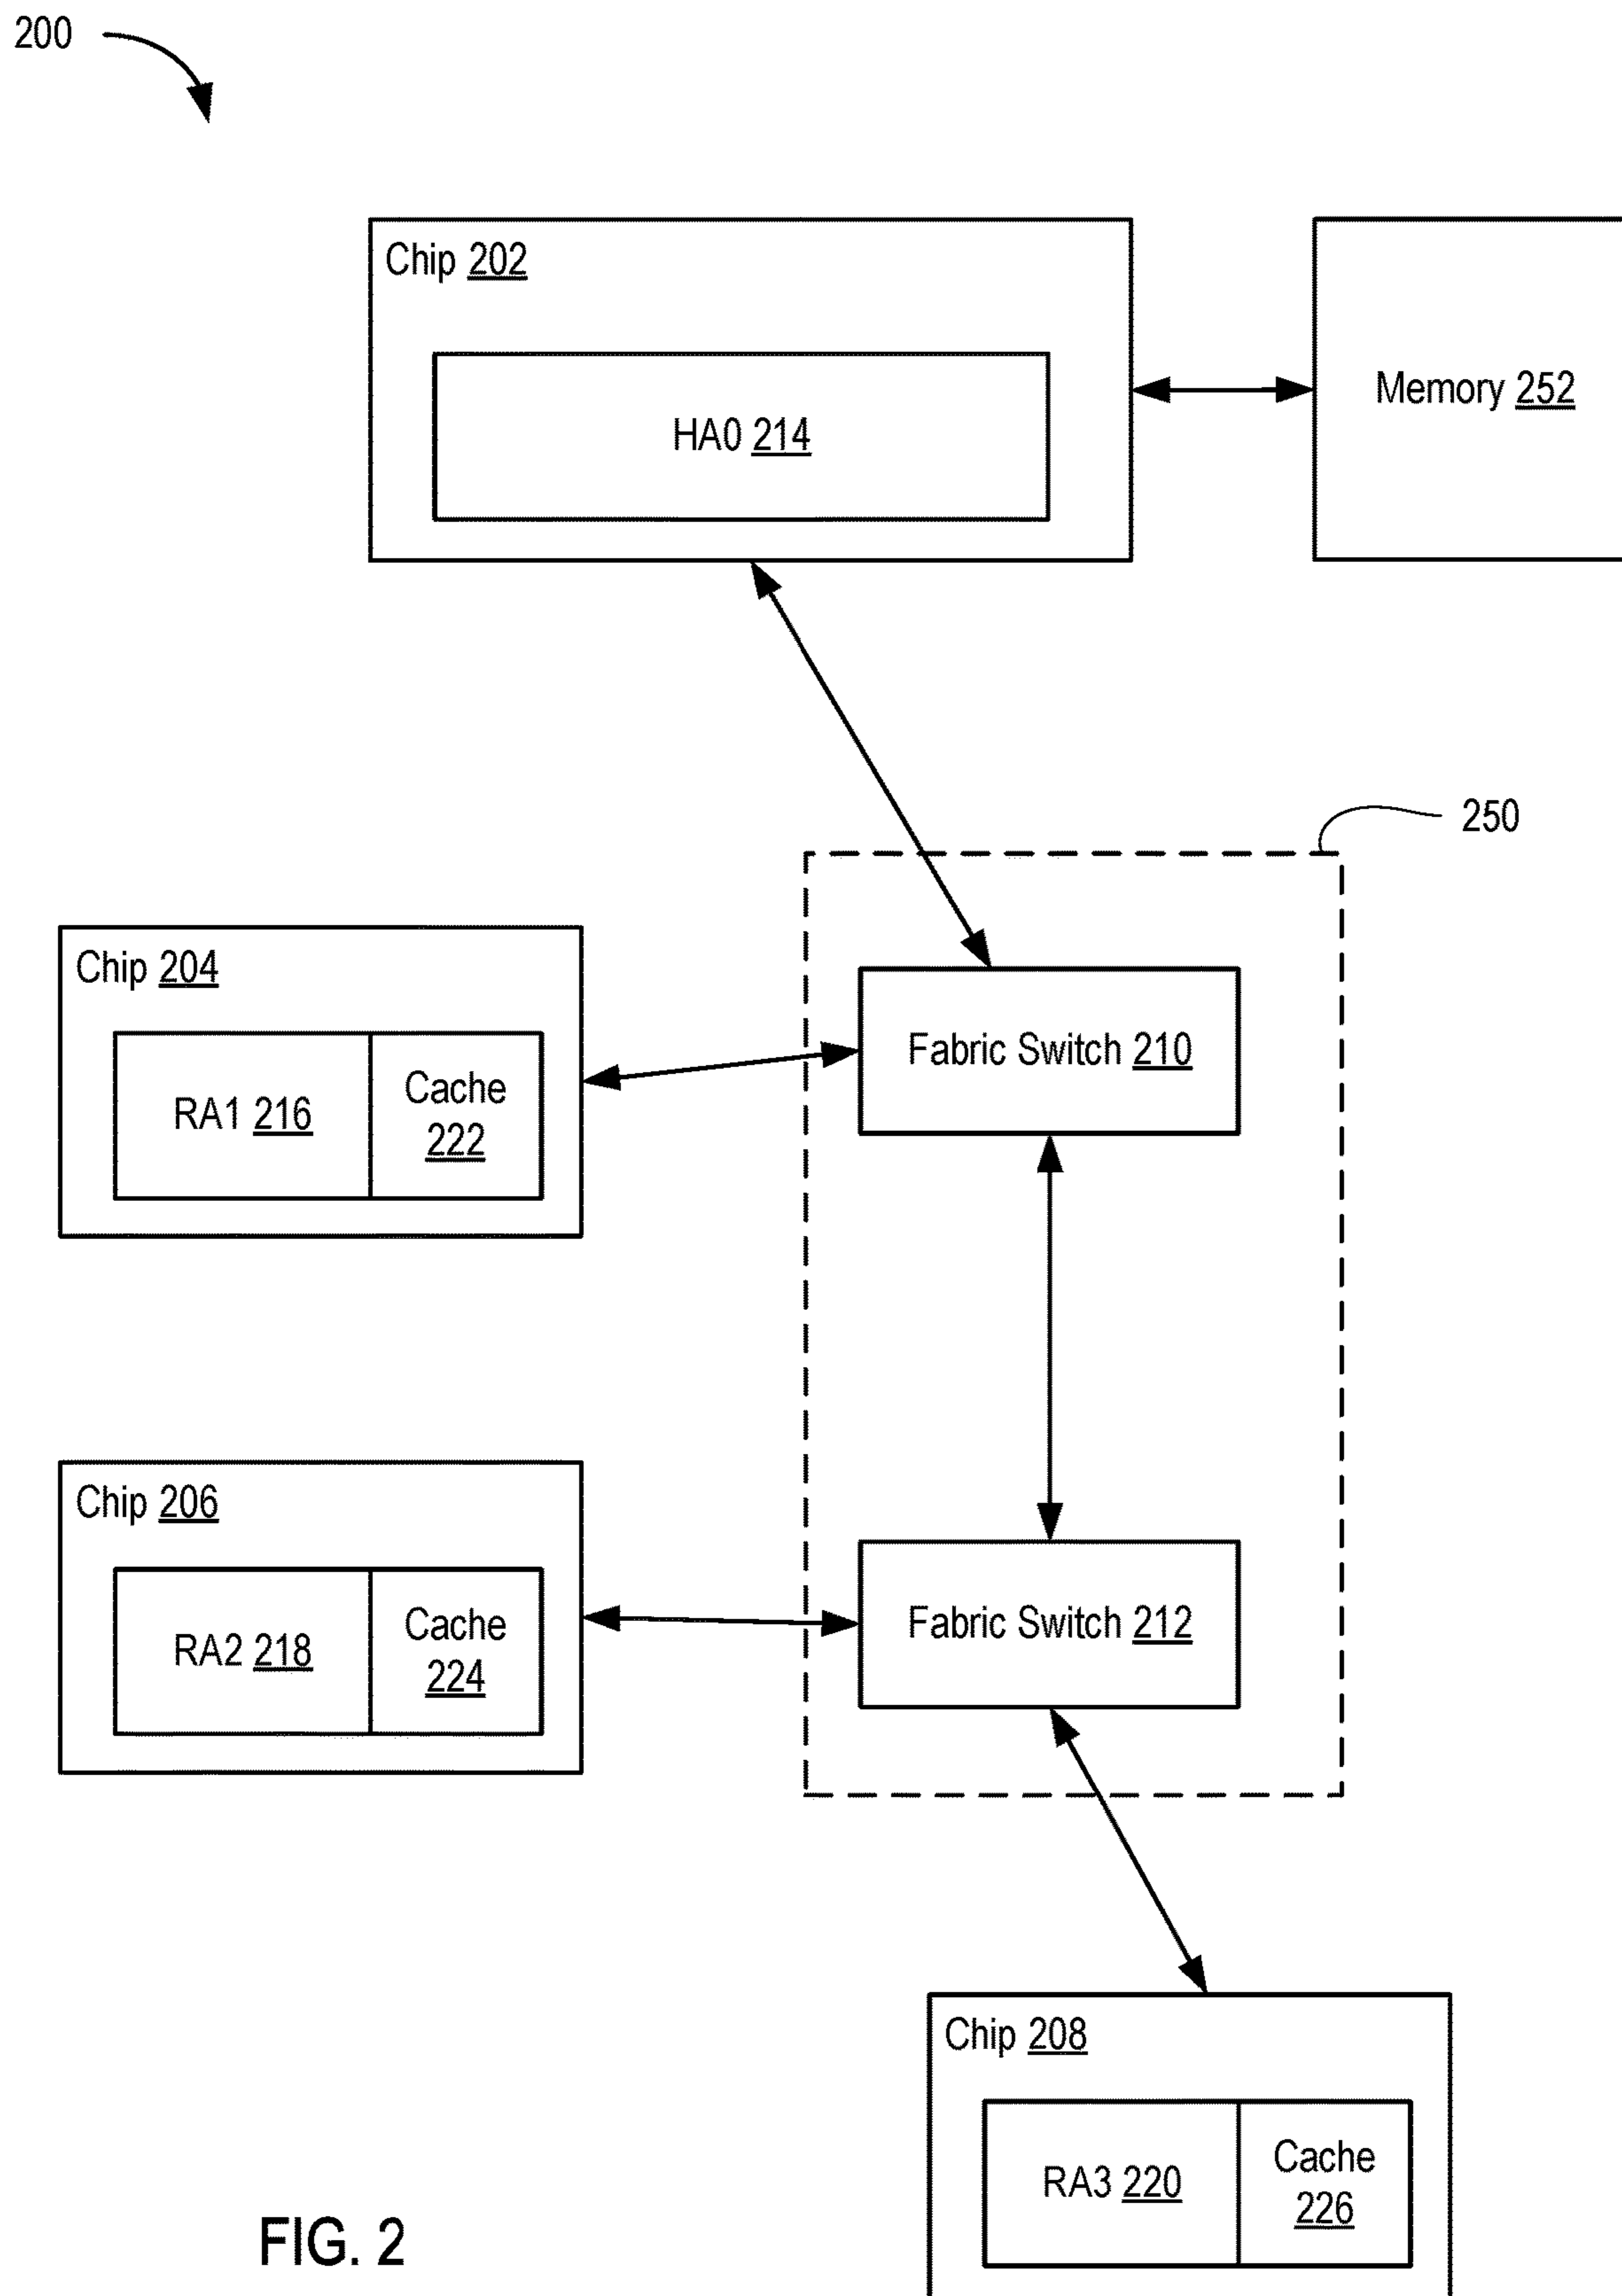 200
Chip 202
HA0 214
Memory 252
250
Chip 204
RA1 216
Cache
222
Fabric Switch 210
Chip 206
RA2 218
Cache
224
Fabric Switch 212
Chip 208
RA3 220
Cache
226
FIG. 2